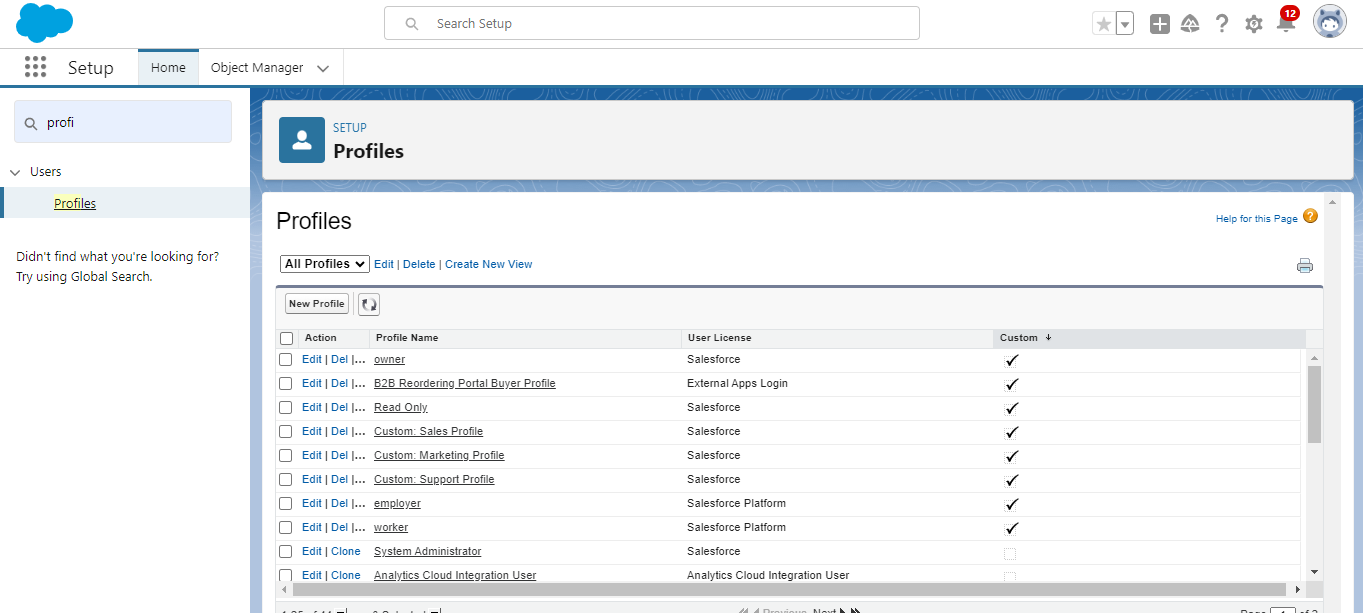 Search Setup
12
Setup
Home
Object Manager
profi
Users
Profiles
Didn't find what you're looking for?
Try using Global Search.
SETUP
Profiles
Profiles
Help for this Page ?
All Profiles Edit | Delete | Create New View
New Profile
Action Profile Name User License Custom
Edit | Del |... owner Salesforce
Edit | Del |... B2B Reordering Portal Buyer Profile External Apps Login
Edit | Del |... Read Only Salesforce
Edit | Del |... Custom: Sales Profile Salesforce
Edit | Del |... Custom: Marketing Profile Salesforce
Edit | Del |... Custom: Support Profile Salesforce
Edit | Del |... employer Salesforce Platform
Edit | Del |... worker Salesforce Platform
Edit | Clone System Administrator Salesforce
Edit | Clone Analytics Cloud Integration User Analytics Cloud Integration User
Previous Next Page